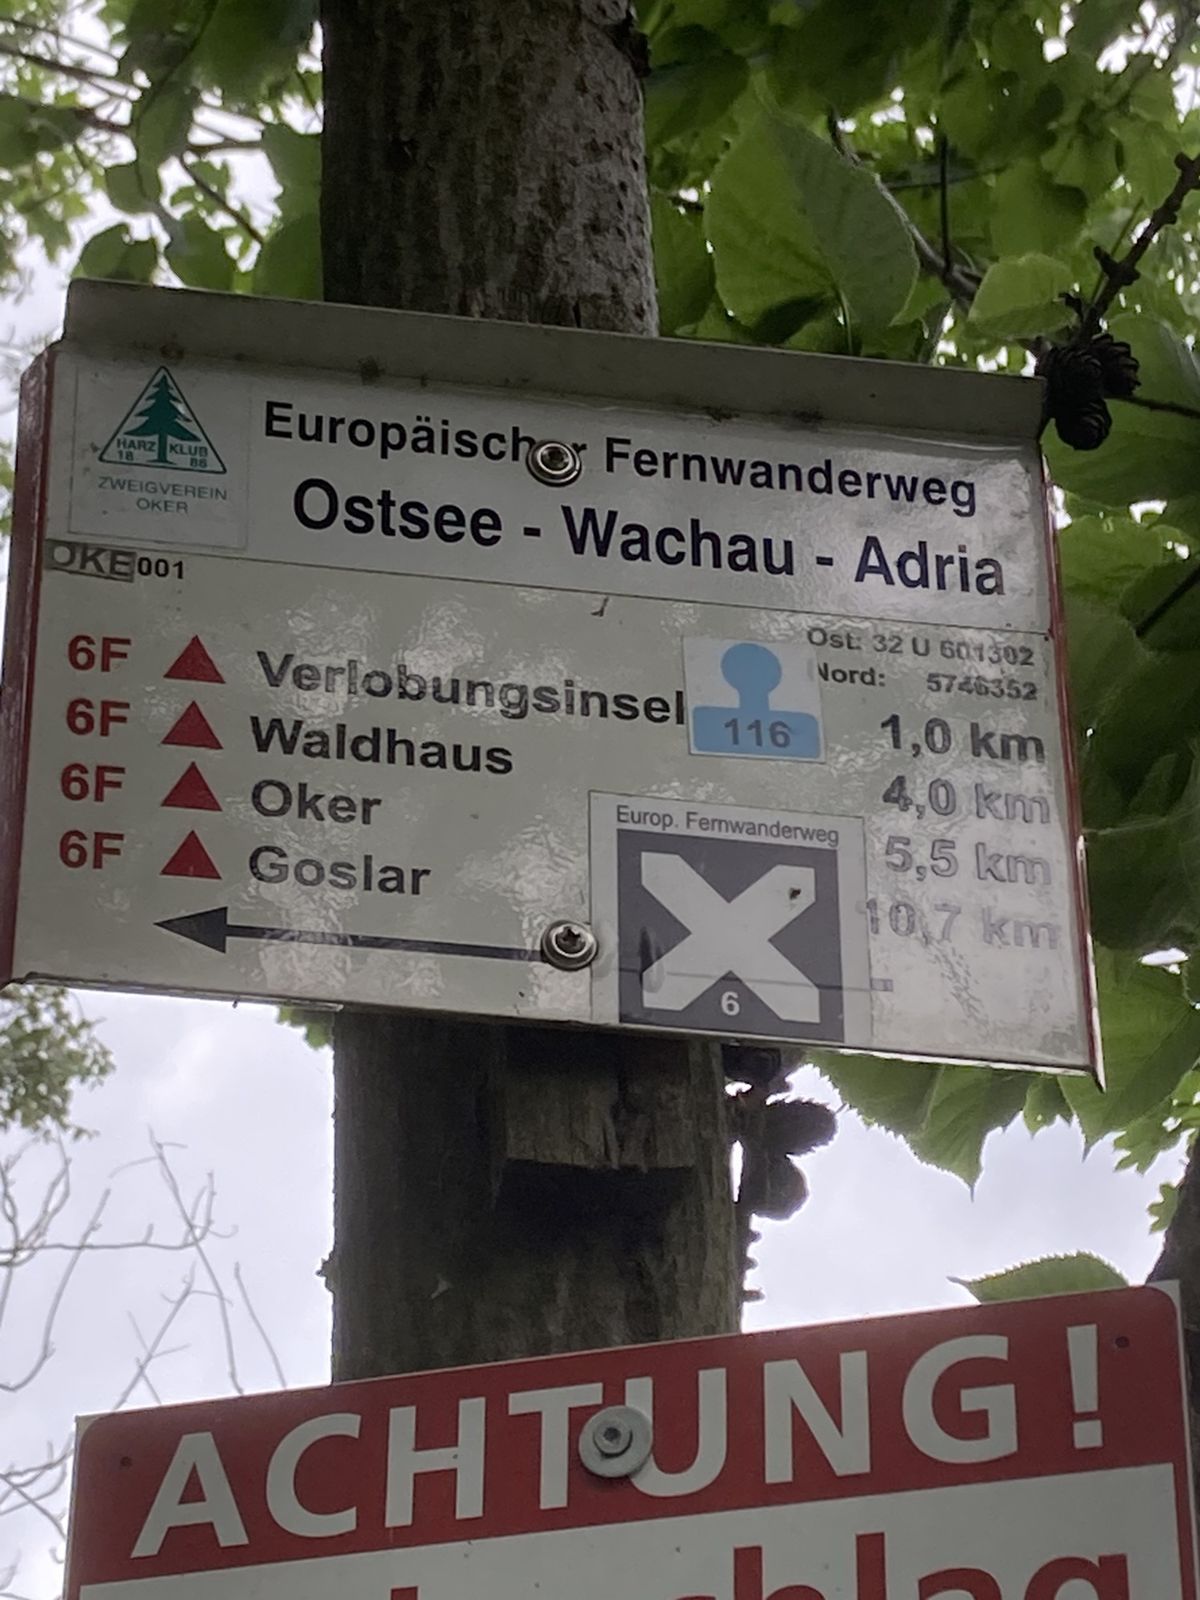 HARZ KLUB
18 86
ZWEIGVEREIN
OKER
Europäischer Fernwanderweg
Ostsee - Wachau - Adria
OKE001
Ost: 32 U 601302
Nord: 5746352
6F Verlobungsinsel 1,0 km
116
6F Waldhaus 4,0 km
6F Oker 5,5 km
6F Goslar 10,7 km
Europ. Fernwanderweg
6
ACHTUNG!